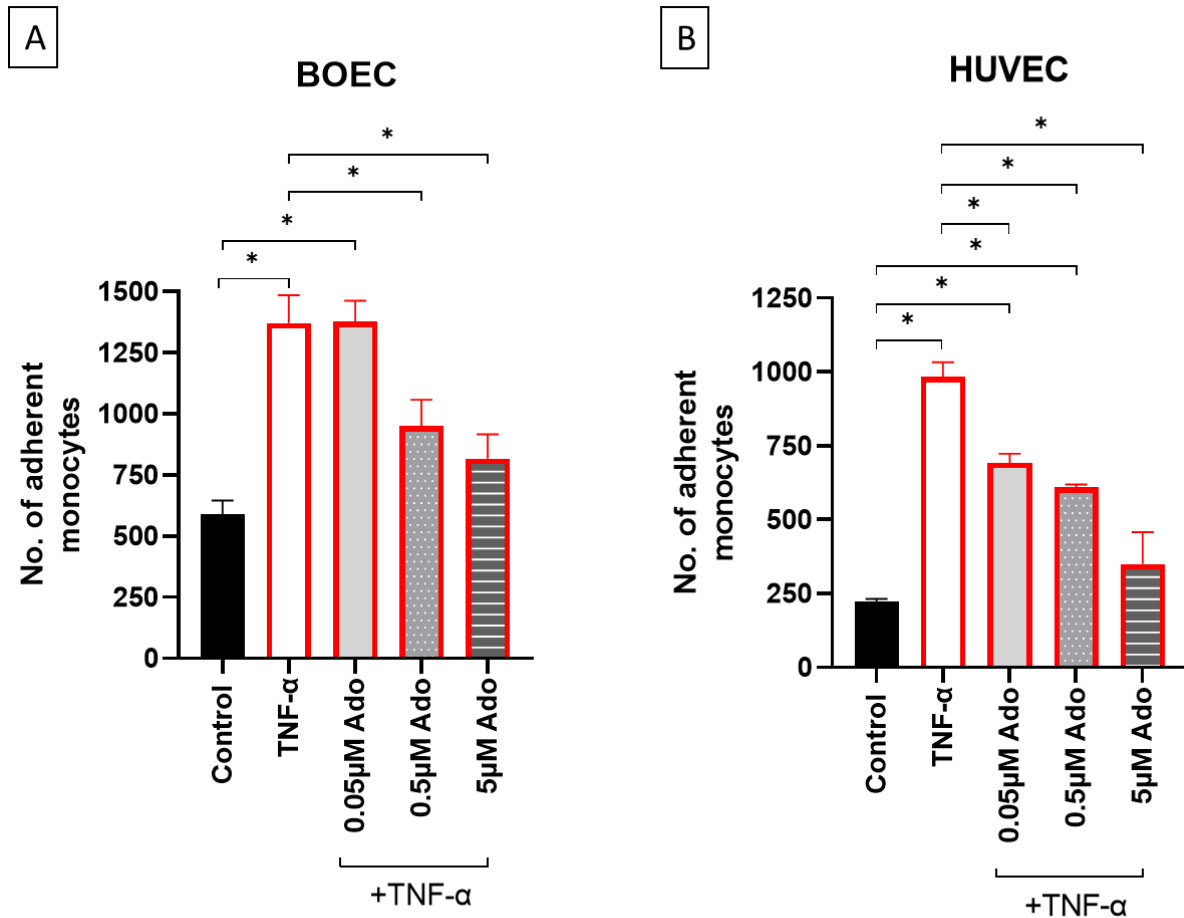 A
BOEC
*
*
*
*
No. of adherent
monocytes
1500
1250
1000
750
500
250
0
Control
TNF-α
0.05µM Ado
0.5µM Ado
5µM Ado
+TNF-α
B
HUVEC
*
*
*
*
*
*
No. of adherent
monocytes
1250
1000
750
500
250
0
Control
TNF-α
0.05µM Ado
0.5µM Ado
5µM Ado
+TNF-α